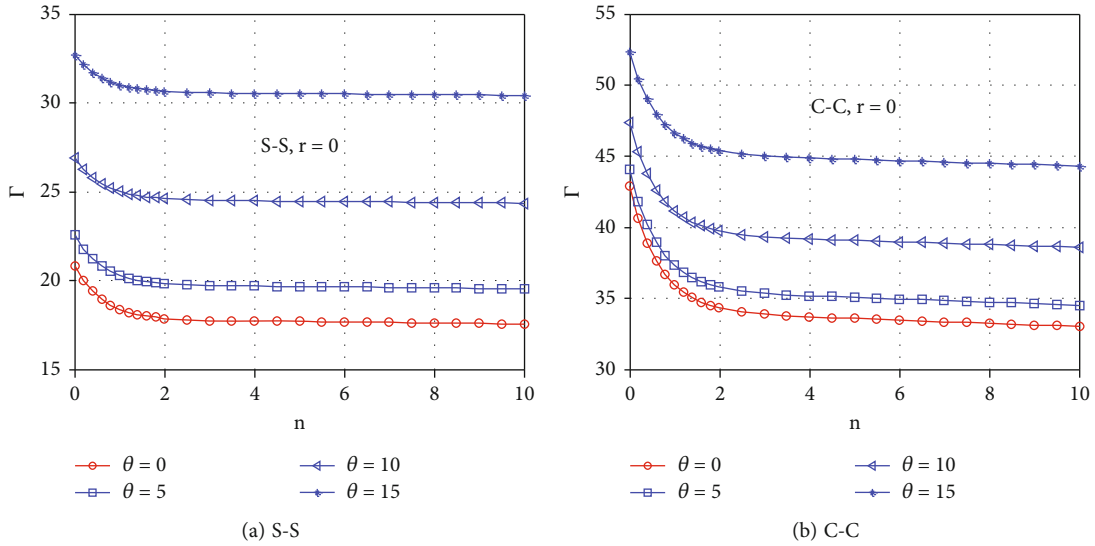 35
30
25
20
15
Γ
S-S, r = 0
0 2 4 6 8 10
n
θ = 0
θ = 10
θ = 5
θ = 15
(a) S-S
55
50
45
40
35
30
Γ
C-C, r = 0
0 2 4 6 8 10
n
θ = 0
θ = 10
θ = 5
θ = 15
(b) C-C